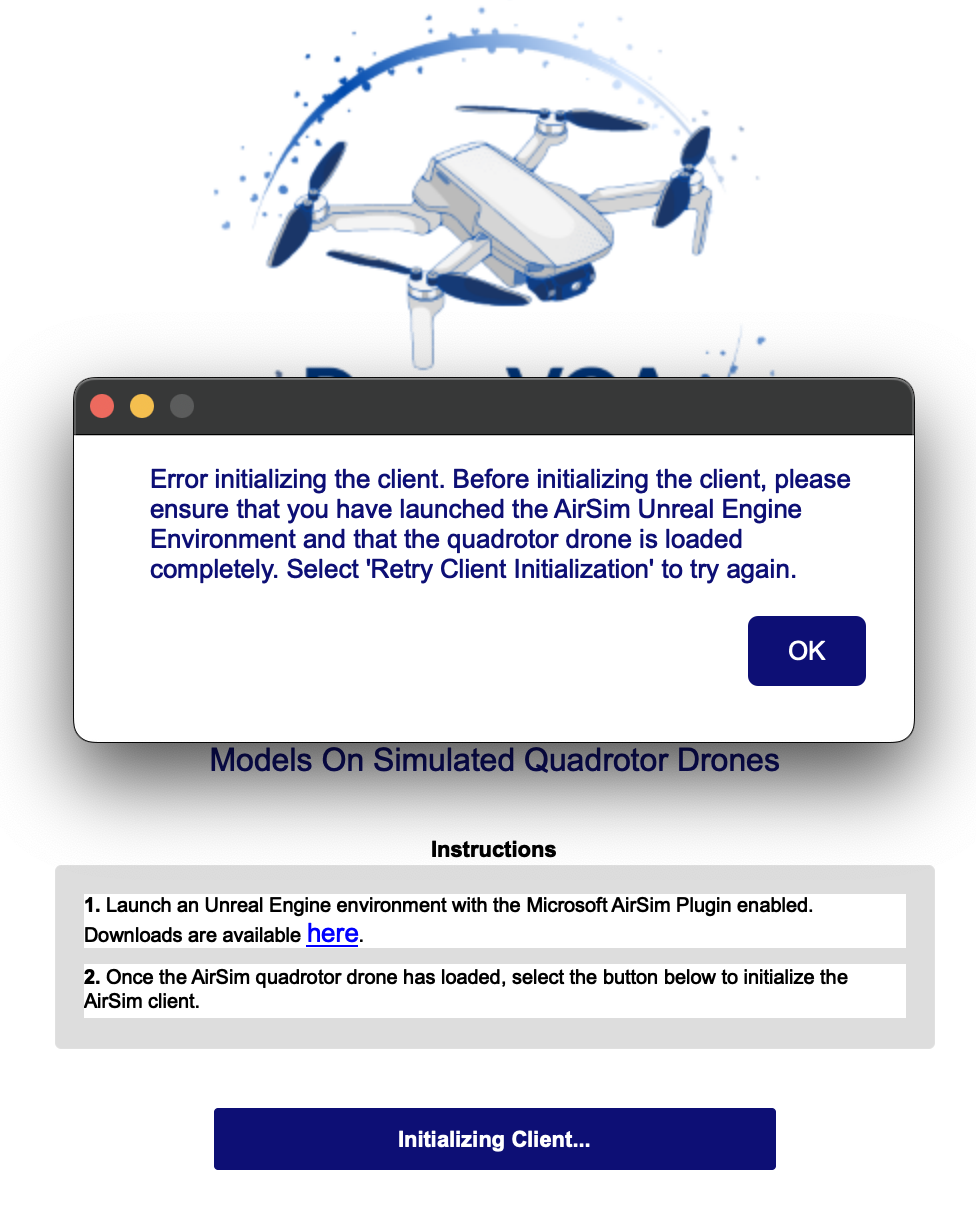 Error initializing the client. Before initializing the client, please
ensure that you have launched the AirSim Unreal Engine
Environment and that the quadrotor drone is loaded
completely. Select 'Retry Client Initialization' to try again.
OK
Models On Simulated Quadrotor Drones
Instructions
1. Launch an Unreal Engine environment with the Microsoft AirSim Plugin enabled.
Downloads are available here.
2. Once the AirSim quadrotor drone has loaded, select the button below to initialize the
AirSim client.
Initializing Client...